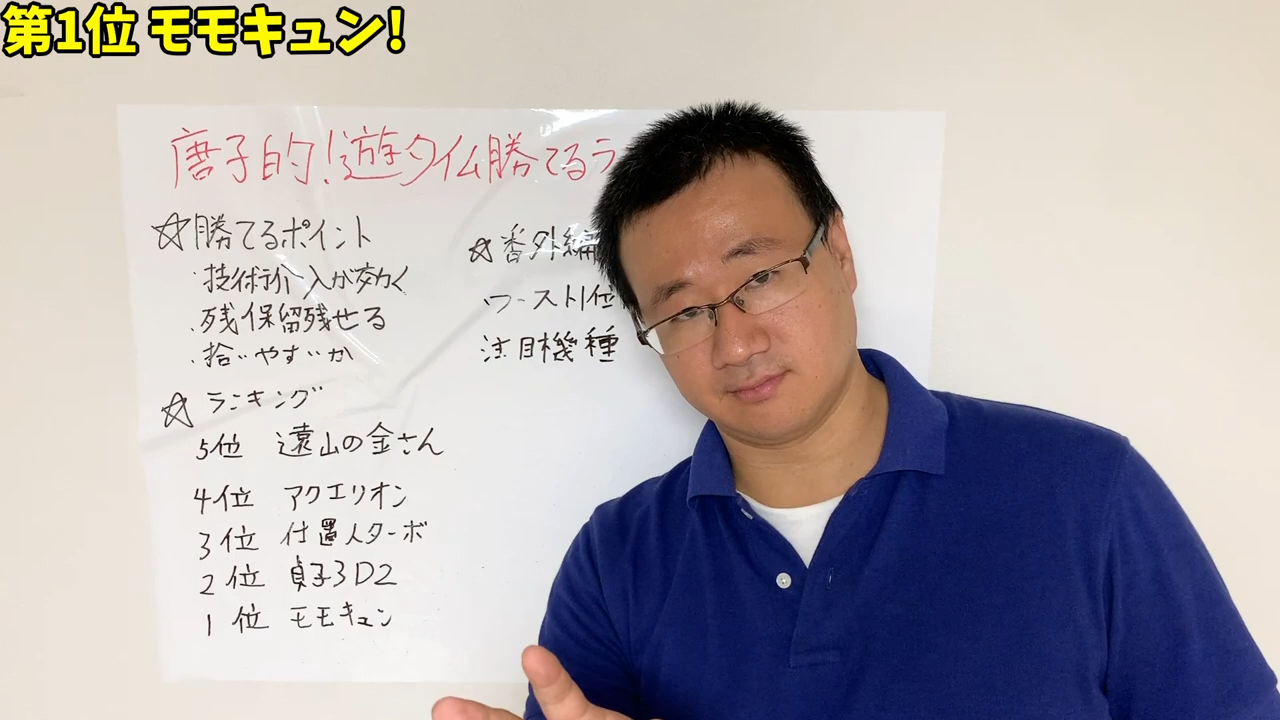 第1位 モモキュン!
磨子的!遊タイム勝てるラ
☆勝てるポイント
・技術介入が効く
・残保留残せる
・拾いやすいか
☆ランキング
5位 遠山の金さん
4位 アクエリオン
3位 仕置人ターボ
2位 貞子3D2
1位 モモキュン
☆番外編
・ワースト1位
注目機種